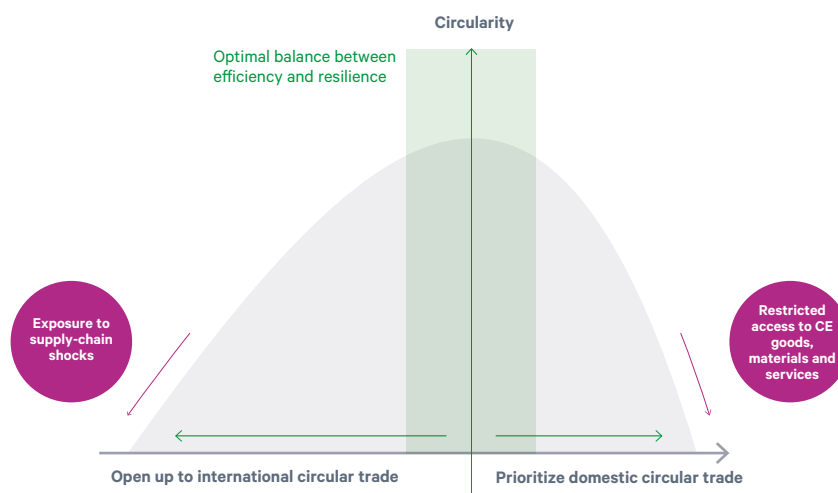 Circularity
Optimal balance between
efficiency and resilience
Exposure to
supply-chain
shocks
Restricted
access to CE
goods,
materials and
services
Open up to international circular trade
Prioritize domestic circular trade